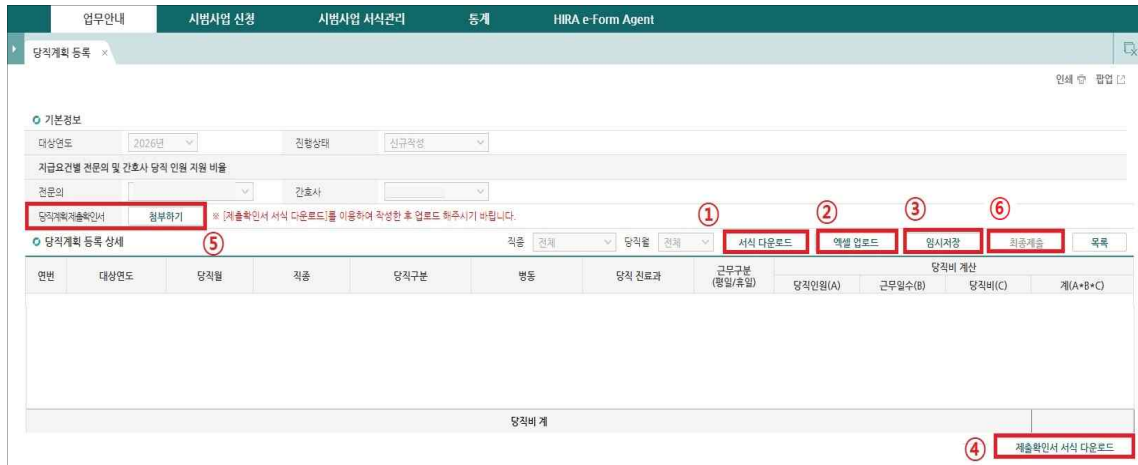 업무안내 시범사업 신청 시범사업 서식관리 통계 HIRA e-Form Agent
당직계획 등록 ×
인쇄 팝업
기본정보
대상연도 2026년 진행상태 신규작성
지급요건별 전문의 및 간호사 당직 인원 지원 비율
전문의 간호사
당직계획제출확인서 첨부하기 ※ [제출확인서 서식 다운로드]를 이용하여 작성한 후 업로드 해주시기 바랍니다.
① ② ③ ⑥
당직계획 등록 상세 ⑤ 직종 전체 당직월 전체 서식 다운로드 엑셀 업로드 임시저장 최종제출 목록
연번 대상연도 당직월 직종 당직구분 병동 당직 진료과 근무구분 (평일/휴일) 당직비 계산
당직인원(A) 근무일수(B) 당직비(C) 계(A*B*C)
당직비 계
④ 제출확인서 서식 다운로드